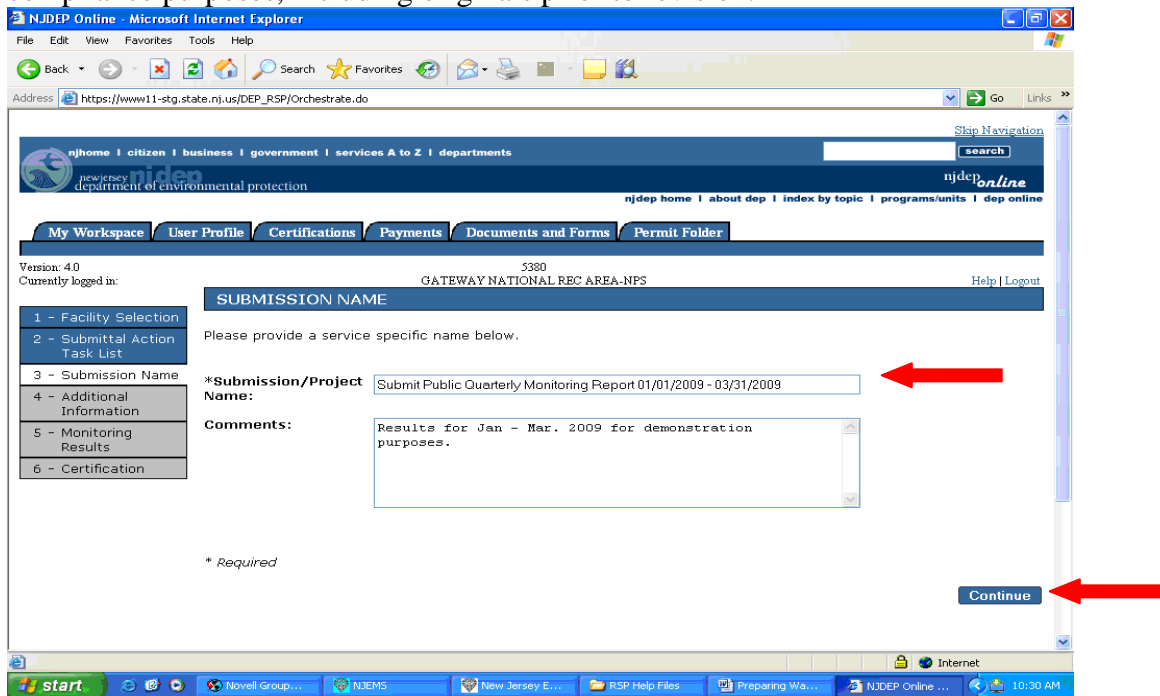 NJDEP Online - Microsoft Internet Explorer
File Edit View Favorites Tools Help
Back Search Favorites
Address https://www11-stg.state.nj.us/DEP_RSP/Orchestrate.do Go Links »
Skip Navigation
njhome l citizen l business l government l services A to Z l departments search
newjersey njdep
department of environmental protection
njdeponline
njdep home l about dep l index by topic l programs/units l dep online
My Workspace User Profile Certifications Payments Documents and Forms Permit Folder
Version: 4.0 5380
Currently logged in: GATEWAY NATIONAL REC AREA-NPS Help | Logout
SUBMISSION NAME
1 - Facility Selection
2 - Submittal Action Task List
3 - Submission Name
4 - Additional Information
5 - Monitoring Results
6 - Certification
Please provide a service specific name below.
*Submission/Project Name: Submit Public Quarterly Monitoring Report 01/01/2009 - 03/31/2009
Comments: Results for Jan - Mar. 2009 for demonstration
purposes.
* Required
Continue
Internet
start Novell Group... NJEMS New Jersey E... RSP Help Files Preparing Wa... NJDEP Online ... 10:30 AM